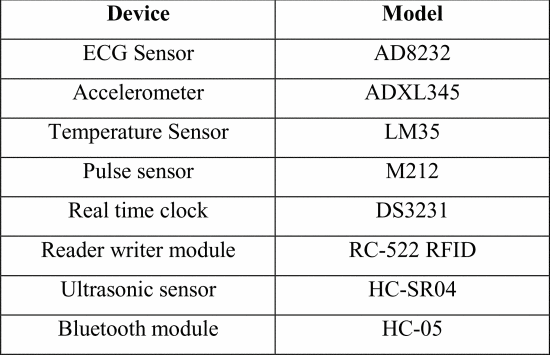 Device Model
ECG Sensor AD8232
Accelerometer ADXL345
Temperature Sensor LM35
Pulse sensor M212
Real time clock DS3231
Reader writer module RC-522 RFID
Ultrasonic sensor HC-SR04
Bluetooth module HC-05